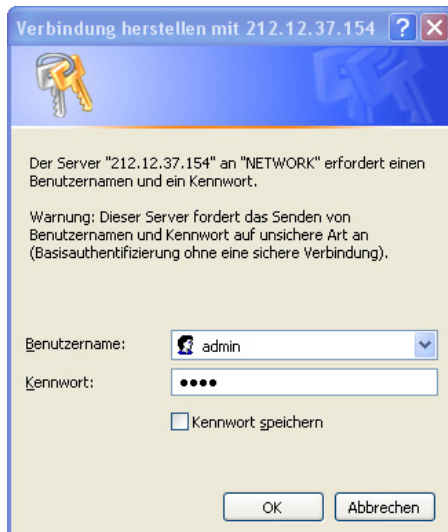 Verbindung herstellen mit 212.12.37.154
Der Server "212.12.37.154" an "NETWORK" erfordert einen
Benutzernamen und ein Kennwort.
Warnung: Dieser Server fordert das Senden von
Benutzernamen und Kennwort auf unsichere Art an
(Basisauthentifizierung ohne eine sichere Verbindung).
Benutzername: admin
Kennwort: ●●●●
Kennwort speichern
OK Abbrechen